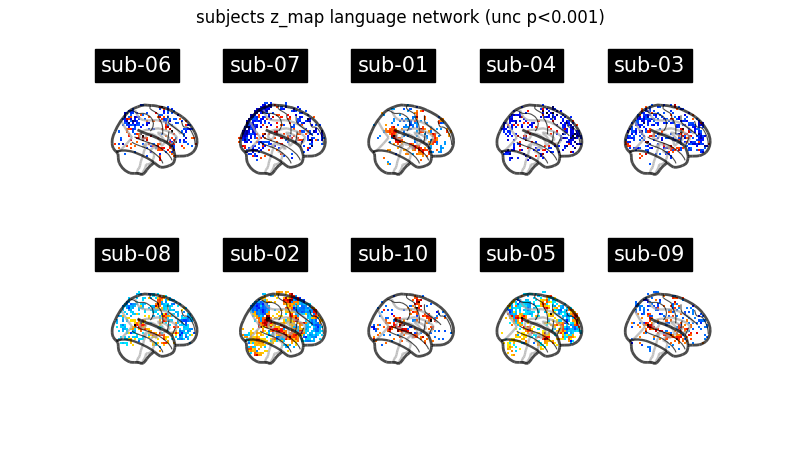 subjects z_map language network (unc p<0.001)
sub-06
sub-07
sub-01
sub-04
sub-03
sub-08
sub-02
sub-10
sub-05
sub-09